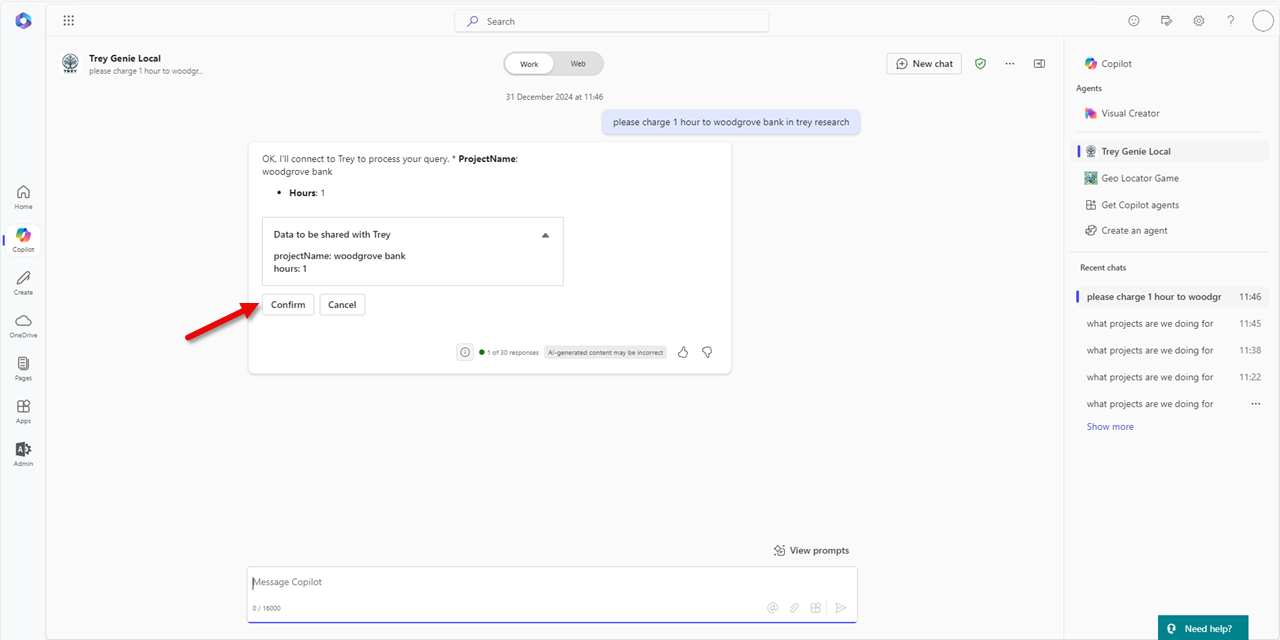 Search
Trey Genie Local
please charge 1 hour to woodgr...
TREY
Work
Web
New chat
31 December 2024 at 11:46
please charge 1 hour to woodgrove bank in trey research
OK, I'll connect to Trey to process your query. * ProjectName:
woodgrove bank
• Hours: 1
Data to be shared with Trey
projectName: woodgrove bank
hours: 1
Confirm
Cancel
1 of 30 responses
AI-generated content may be incorrect
View prompts
Message Copilot
0 / 16000
Home
Copilot
Create
OneDrive
Pages
Apps
Admin
Copilot
Agents
Visual Creator
Trey Genie Local
Geo Locator Game
Get Copilot agents
Create an agent
Recent chats
please charge 1 hour to woodgr 11:46
what projects are we doing for 11:45
what projects are we doing for 11:38
what projects are we doing for 11:22
what projects are we doing for ...
Show more
Need help?